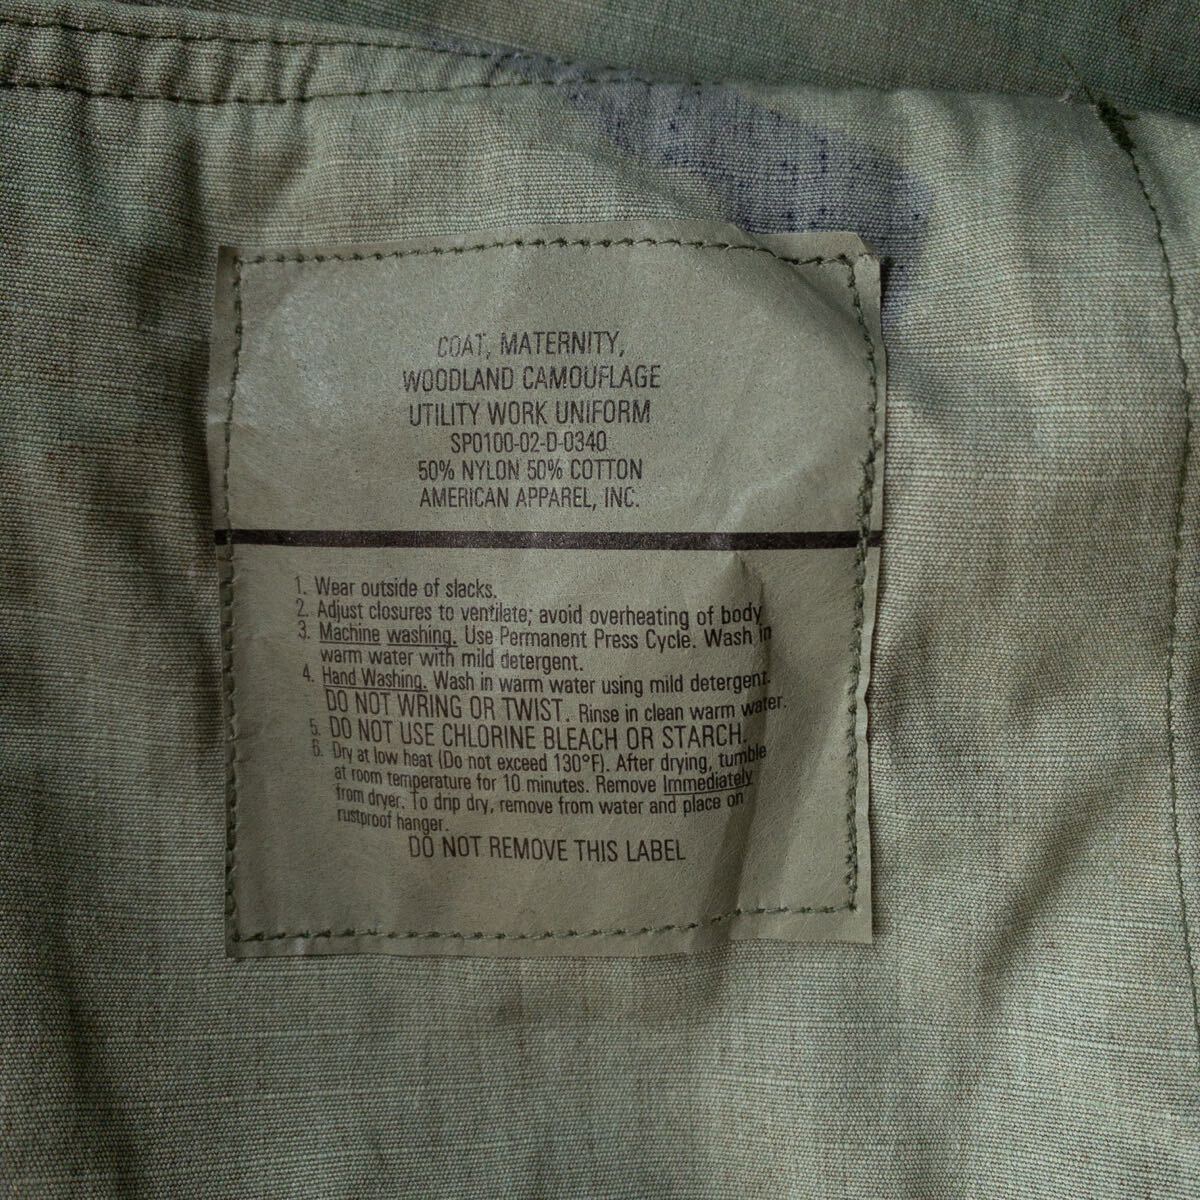 COAT, MATERNITY,
WOODLAND CAMOUFLAGE
UTILITY WORK UNIFORM
SP0100-02-D-0340
50% NYLON 50% COTTON
AMERICAN APPAREL, INC.
1. Wear outside of slacks.
2. Adjust closures to ventilate; avoid overheating of body
3. Machine washing. Use Permanent Press Cycle. Wash in
warm water with mild detergent.
4. Hand Washing. Wash in warm water using mild detergent.
DO NOT WRING OR TWIST. Rinse in clean warm water.
5. DO NOT USE CHLORINE BLEACH OR STARCH.
6. Dry at low heat (Do not exceed 130°F). After drying, tumble
at room temperature for 10 minutes. Remove Immediately
from dryer. To drip dry, remove from water and place on
rustproof hanger.
DO NOT REMOVE THIS LABEL